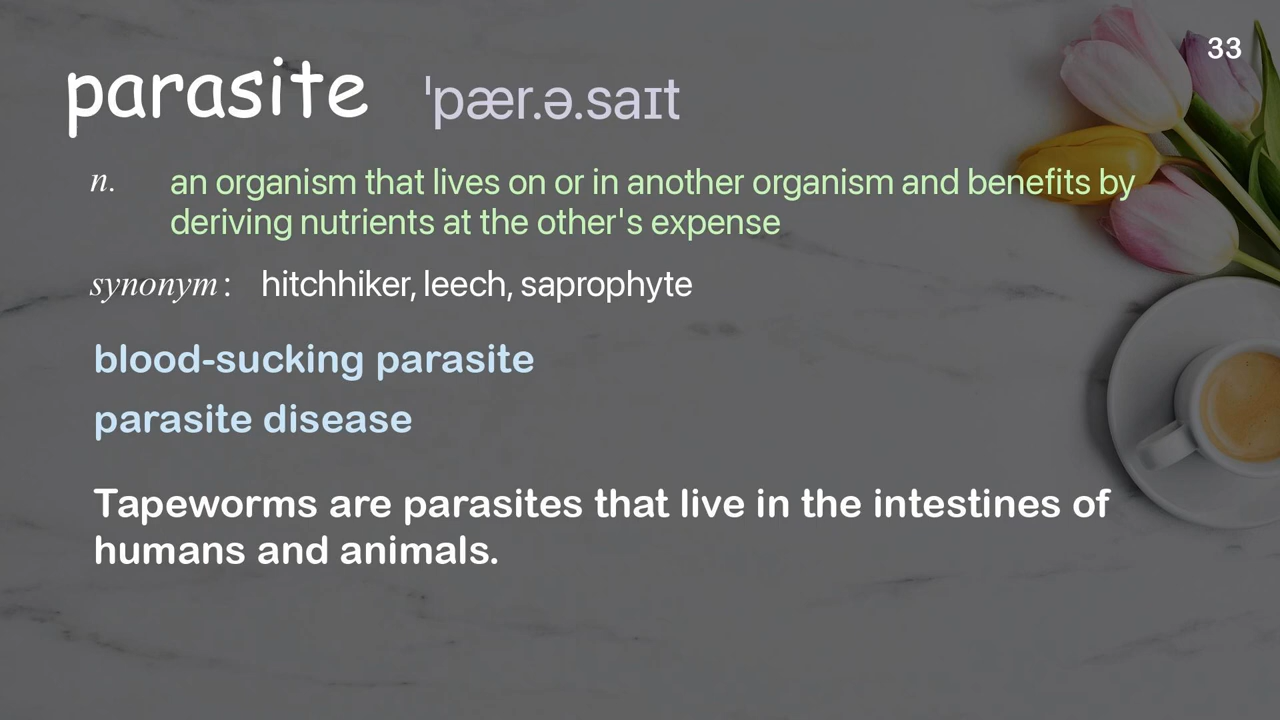 33
parasite ˈpær.ə.saɪt
n. an organism that lives on or in another organism and benefits by
deriving nutrients at the other's expense
synonym : hitchhiker, leech, saprophyte
blood-sucking parasite
parasite disease
Tapeworms are parasites that live in the intestines of
humans and animals.